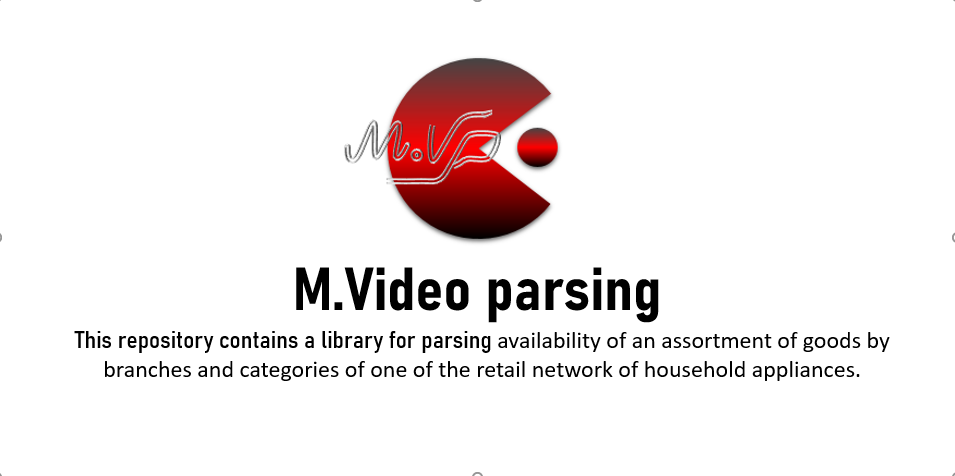 M.VP
M.Video parsing
This repository contains a library for parsing availability of an assortment of goods by
branches and categories of one of the retail network of household appliances.